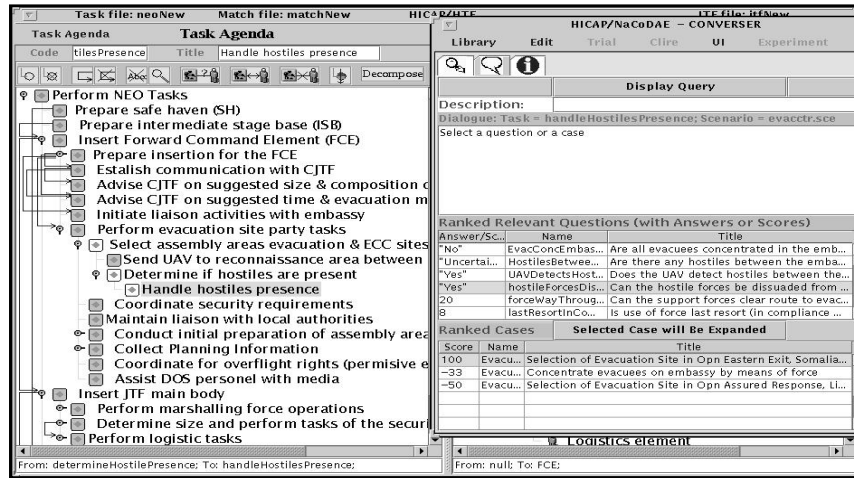 Task file: neoNew Match file: matchNew HICAP/HTE ITF file: itfNew
Task Agenda Task Agenda
Code tilesPresence Title Handle hostiles presence
Decompose
Perform NEO Tasks
Prepare safe haven (SH)
Prepare intermediate stage base (ISB)
Insert Forward Command Element (FCE)
Prepare insertion for the FCE
Estalish communication with CJTF
Advise CJTF on suggested size & composition
Advise CJTF on suggested time & evacuation m
Initiate liaison activities with embassy
Perform evacuation site party tasks
Select assembly areas evacuation & ECC sites
Send UAV to reconnaissance area between
Determine if hostiles are present
Handle hostiles presence
Coordinate security requirements
Maintain liaison with local authorities
Conduct initial preparation of assembly area
Collect Planning Information
Coordinate for overflight rights (permisive e
Assist DOS personel with media
Insert JTF main body
Perform marshalling force operations
Determine size and perform tasks of the securi
Perform logistic tasks
From: determineHostilePresence; To: handleHostilesPresence;
HICAP/NaCoDAE – CONVERSER
Library Edit Trial Clire UI Experiment
Display Query
Description:
Dialogue: Task = handleHostilesPresence; Scenario = evacctr.sce
Select a question or a case
Ranked Relevant Questions (with Answers or Scores)
Answer/Sc... Name Title
"No" EvacConcEmbas... Are all evacuees concentrated in the emb...
"Uncertai... HostilesBetwee... Are there any hostiles between the emba...
"Yes" UAVDetectsHost... Does the UAV detect hostiles between the...
"Yes" hostileForcesDis... Can the hostile forces be dissuaded from ...
20 forceWayThroug... Can the support forces clear route to evac...
8 lastResortInCo... Is use of force last resort (in compliance ...
Ranked Cases Selected Case will Be Expanded
Score Name Title
100 Evacu... Selection of Evacuation Site in Opn Eastern Exit, Somalia...
−33 Evacu... Concentrate evacuees on embassy by means of force
−50 Evacu... Selection of Evacuation Site in Opn Assured Response, Li...
Logistics element
From: null; To: FCE;